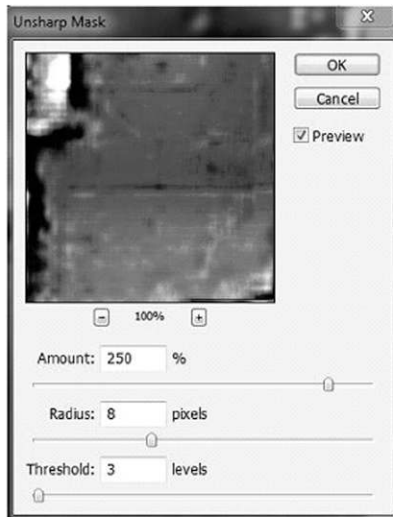 Unsharp Mask
OK
Cancel
Preview
100%
Amount: 250 %
Radius: 8 pixels
Threshold: 3 levels